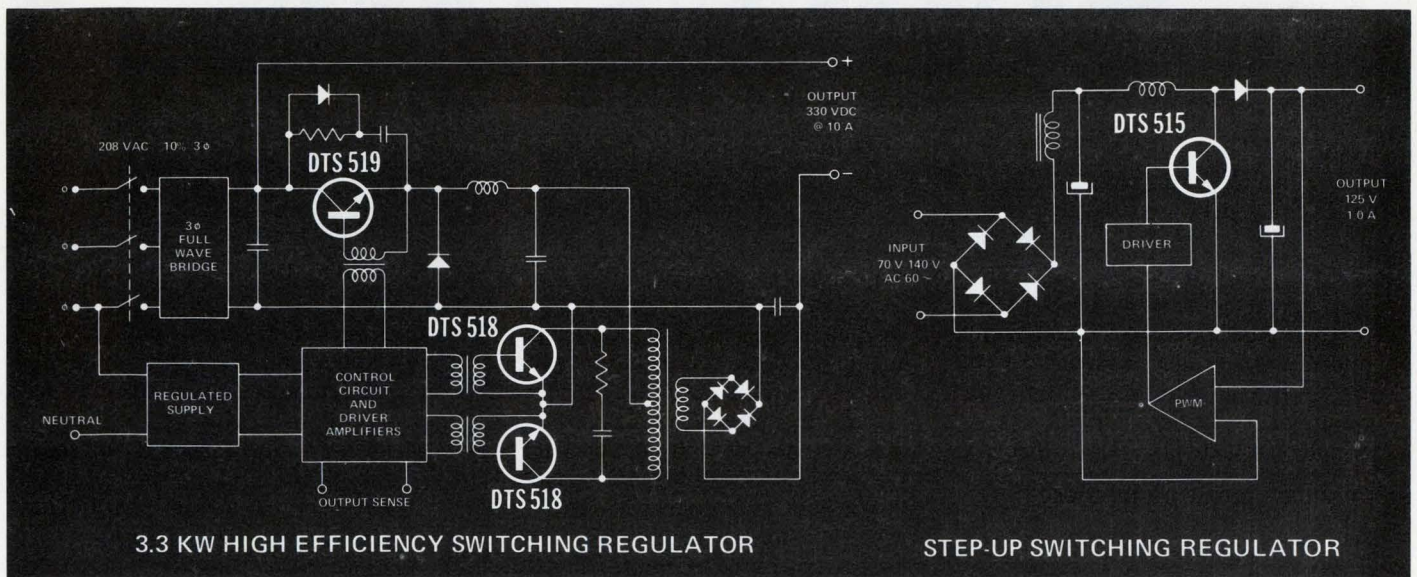 OUTPUT
330 VDC
@ 10 A
+
−
208 VAC 10% 3ϕ
DTS 519
ϕ
ϕ
ϕ
3ϕ
FULL
WAVE
BRIDGE
DTS 518
REGULATED
SUPPLY
NEUTRAL
CONTROL
CIRCUIT
AND
DRIVER
AMPLIFIERS
DTS 518
OUTPUT SENSE
3.3 KW HIGH EFFICIENCY SWITCHING REGULATOR
DTS 515
OUTPUT
125 V
1.0 A
DRIVER
INPUT
70 V 140 V
AC 60 ~
PWM
STEP-UP SWITCHING REGULATOR